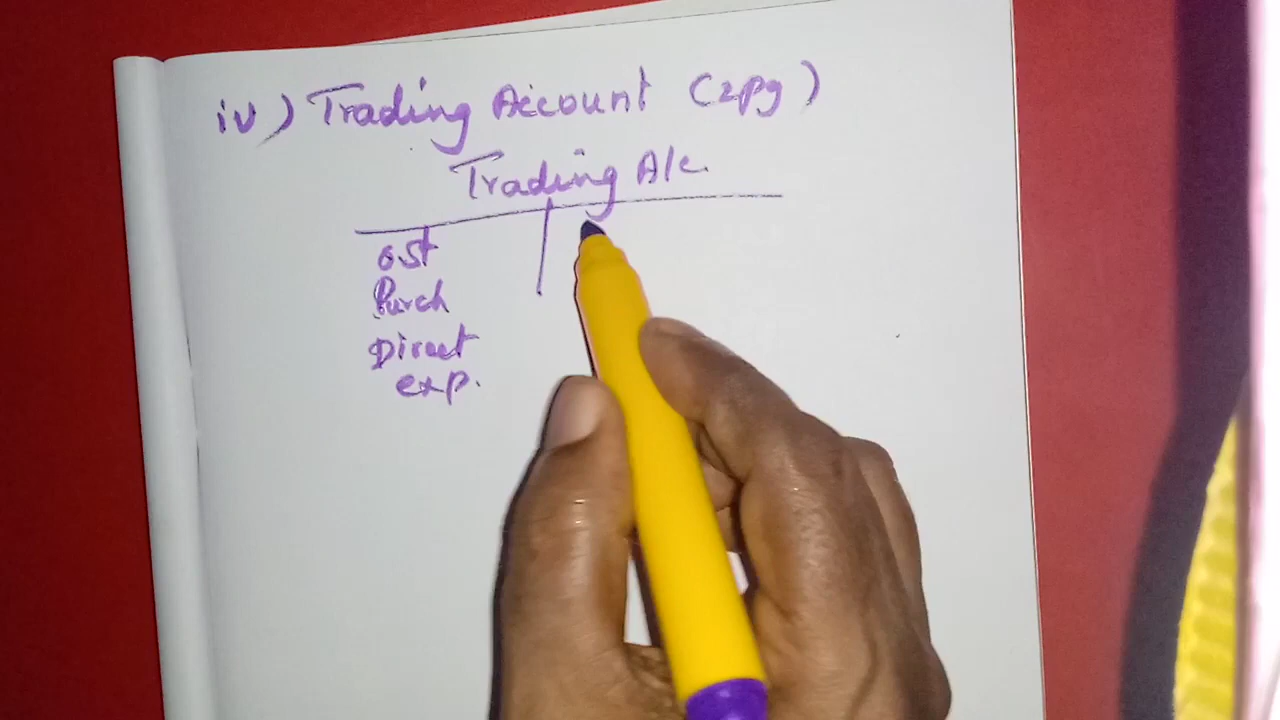 iv) Trading Account (2pg)
Trading A/c.
OSt
Purch
Direct
exp.